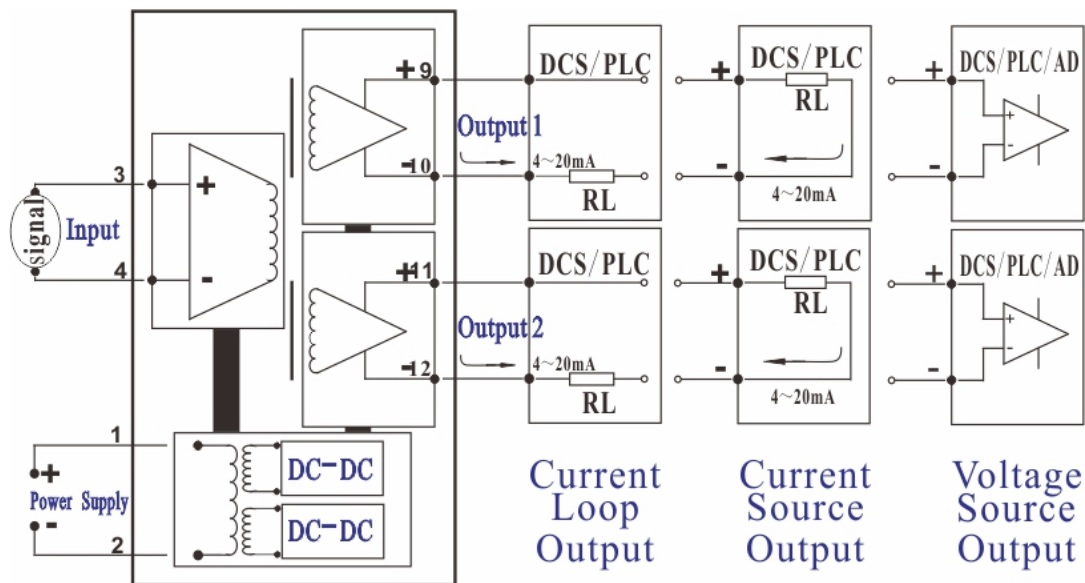 + 9
- 10
Output 1
DCS/PLC
4~20mA
RL
+
-
DCS/PLC
RL
4~20mA
+
-
DCS/PLC/AD
+
-
3
4
signal
Input
+
-
+ 11
- 12
Output 2
DCS/PLC
4~20mA
RL
+
-
DCS/PLC
RL
4~20mA
+
-
DCS/PLC/AD
+
-
1
+
Power Supply
-
2
DC-DC
DC-DC
Current
Loop
Output
Current
Source
Output
Voltage
Source
Output